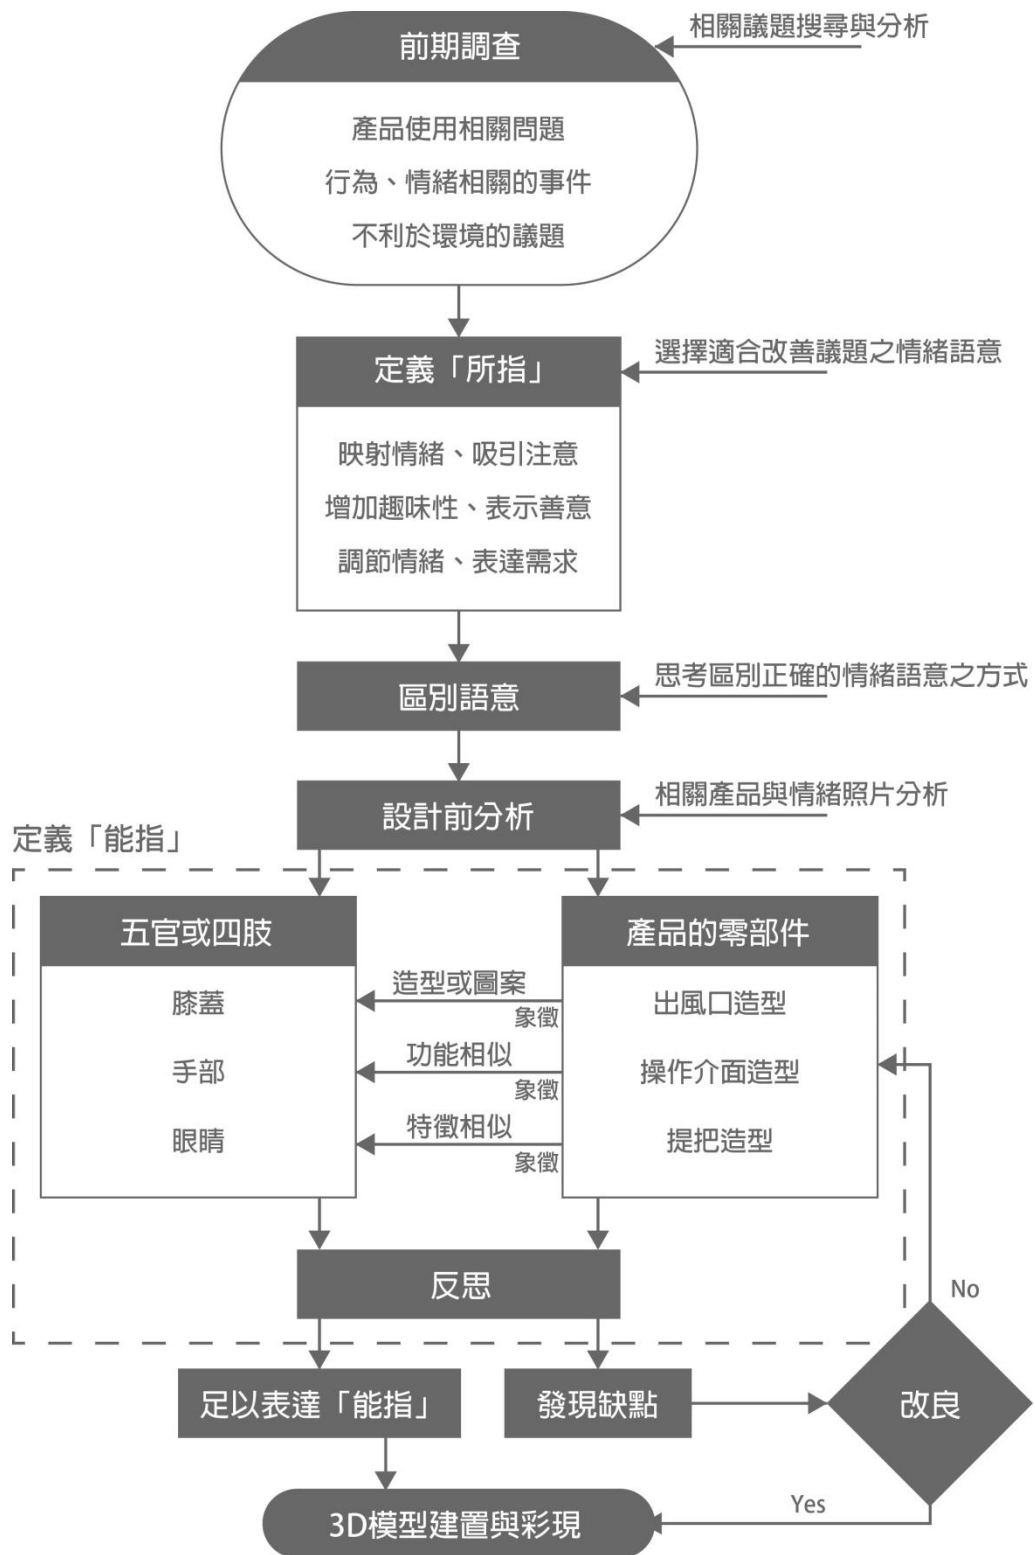 前期調查
相關議題搜尋與分析
產品使用相關問題
行為、情緒相關的事件
不利於環境的議題
定義「所指」
選擇適合改善議題之情緒語意
映射情緒、吸引注意
增加趣味性、表示善意
調節情緒、表達需求
區別語意
思考區別正確的情緒語意之方式
設計前分析
相關產品與情緒照片分析
定義「能指」
五官或四肢
膝蓋
手部
眼睛
造型或圖案
象徵
功能相似
象徵
特徵相似
象徵
產品的零部件
出風口造型
操作介面造型
提把造型
反思
No
足以表達「能指」
發現缺點
改良
Yes
3D模型建置與彩現